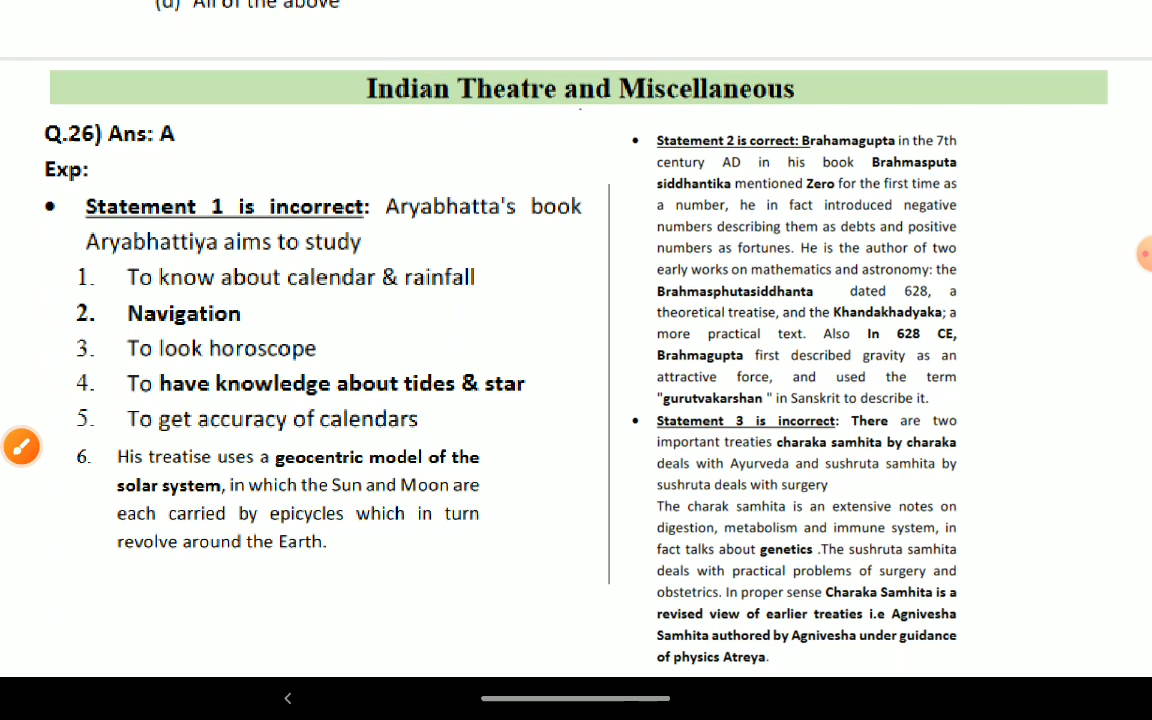 (d) All of the above
Indian Theatre and Miscellaneous
Q.26) Ans: A
Exp:
• Statement 1 is incorrect: Aryabhatta's book
Aryabhattiya aims to study
1. To know about calendar & rainfall
2. Navigation
3. To look horoscope
4. To have knowledge about tides & star
5. To get accuracy of calendars
6. His treatise uses a geocentric model of the
solar system, in which the Sun and Moon are
each carried by epicycles which in turn
revolve around the Earth.
• Statement 2 is correct: Brahamagupta in the 7th
century AD in his book Brahmasputa
siddhantika mentioned Zero for the first time as
a number, he in fact introduced negative
numbers describing them as debts and positive
numbers as fortunes. He is the author of two
early works on mathematics and astronomy: the
Brahmasphutasiddhanta dated 628, a
theoretical treatise, and the Khandakhadyaka; a
more practical text. Also In 628 CE,
Brahmagupta first described gravity as an
attractive force, and used the term
"gurutvakarshan " in Sanskrit to describe it.
• Statement 3 is incorrect: There are two
important treaties charaka samhita by charaka
deals with Ayurveda and sushruta samhita by
sushruta deals with surgery
The charak samhita is an extensive notes on
digestion, metabolism and immune system, in
fact talks about genetics .The sushruta samhita
deals with practical problems of surgery and
obstetrics. In proper sense Charaka Samhita is a
revised view of earlier treaties i.e Agnivesha
Samhita authored by Agnivesha under guidance
of physics Atreya.